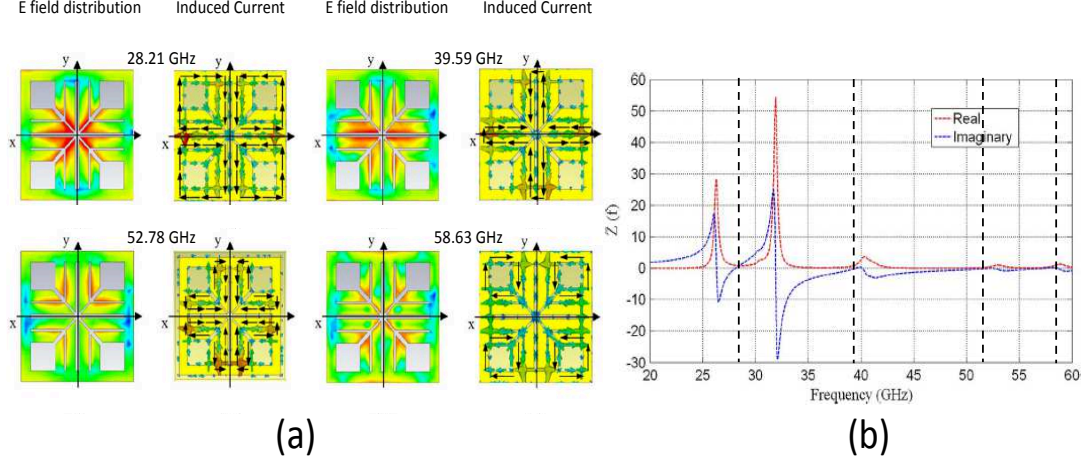 E field distribution Induced Current E field distribution Induced Current
y 28.21 GHz y y 39.59 GHz y
x x x x
y 52.78 GHz y y 58.63 GHz y
x x x x
(a)
60
50
40
30
20
10
0
-10
-20
-30
Z (f)
Real
Imaginary
20 25 30 35 40 45 50 55 60
Frequency (GHz)
(b)